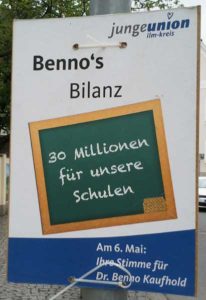 jungeunion
ilm-kreis
Benno's
Bilanz
30 Millionen
für unsere
Schulen
Am 6. Mai:
Ihre Stimme für
Dr. Benno Kaufhold